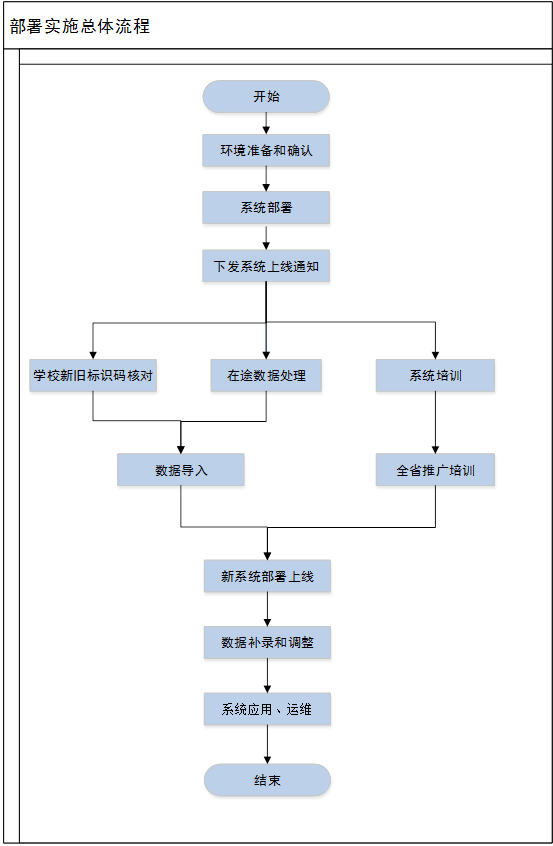 部署实施总体流程
开始
环境准备和确认
系统部署
下发系统上线通知
学校新旧标识码核对
在途数据处理
系统培训
数据导入
全省推广培训
新系统部署上线
数据补录和调整
系统应用、运维
结束